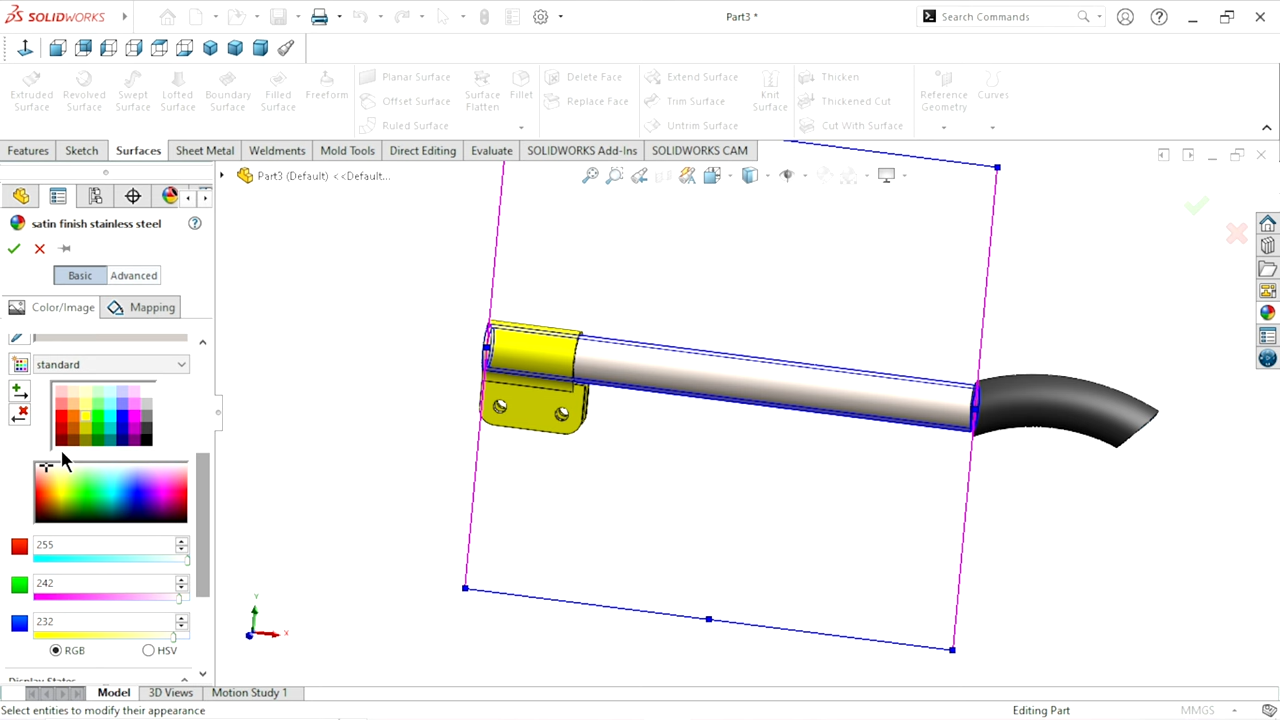 SOLIDWORKS
Part3 *
Search Commands
Extruded Surface
Revolved Surface
Swept Surface
Lofted Surface
Boundary Surface
Filled Surface
Freeform
Planar Surface
Offset Surface
Ruled Surface
Surface Flatten
Fillet
Delete Face
Replace Face
Extend Surface
Trim Surface
Untrim Surface
Knit Surface
Thicken
Thickened Cut
Cut With Surface
Reference Geometry
Curves
Features
Sketch
Surfaces
Sheet Metal
Weldments
Mold Tools
Direct Editing
Evaluate
SOLIDWORKS Add-Ins
SOLIDWORKS CAM
Part3 (Default) <<Default...
satin finish stainless steel
Basic
Advanced
Color/Image
Mapping
standard
255
242
232
RGB
HSV
Display States
Y
X
Model
3D Views
Motion Study 1
Select entities to modify their appearance
Editing Part
MMGS